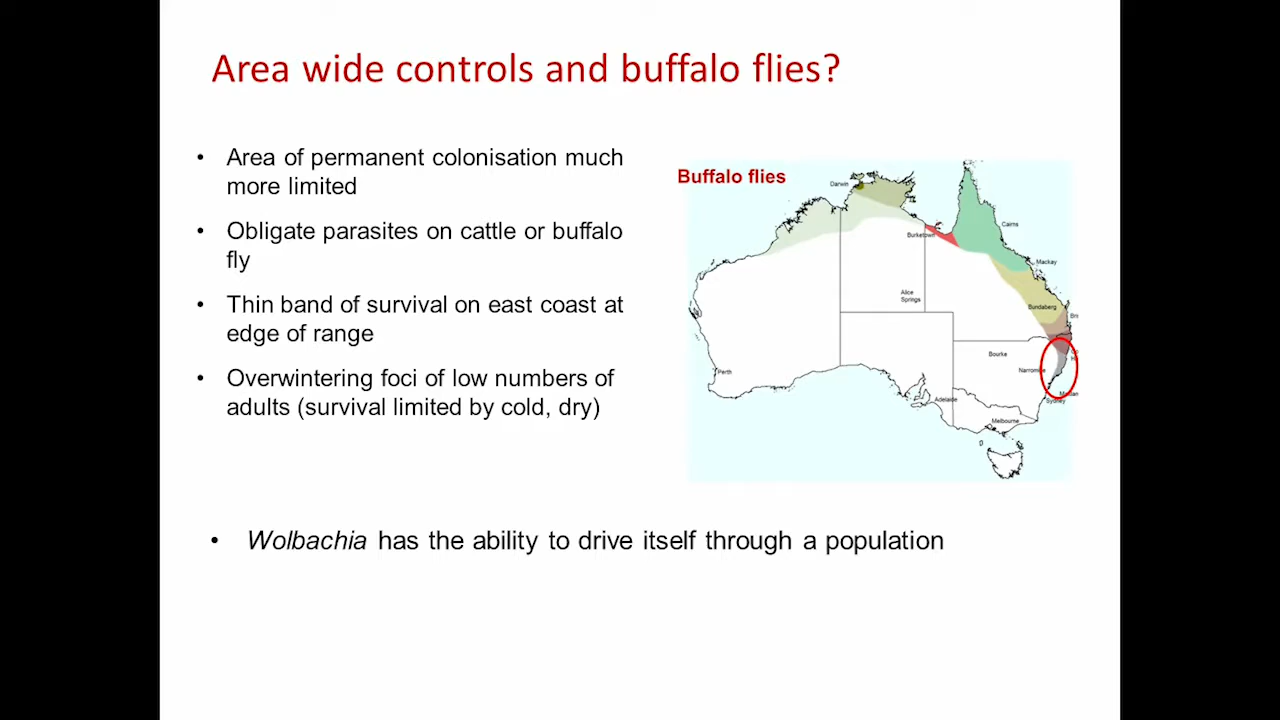 Area wide controls and buffalo flies?
• Area of permanent colonisation much
more limited
• Obligate parasites on cattle or buffalo
fly
• Thin band of survival on east coast at
edge of range
• Overwintering foci of low numbers of
adults (survival limited by cold, dry)
Buffalo flies
Darwin
Cairns
Burketown
Mackay
Alice
Springs
Bundaberg
Bourke
Perth
Adelaide
Sydney
Melbourne
• Wolbachia has the ability to drive itself through a population